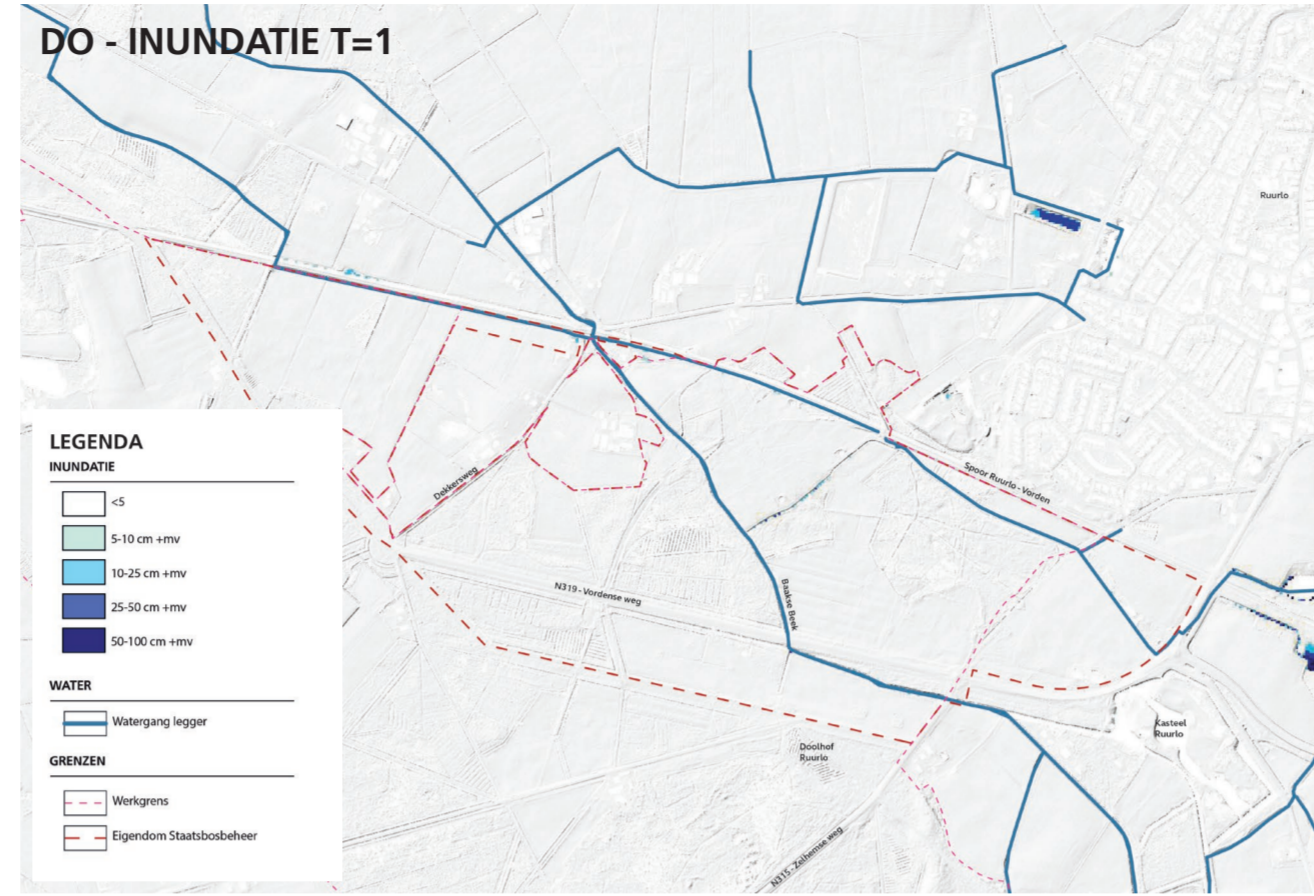 DO - INUNDATIE T=1
Ruurlo
LEGENDA
INUNDATIE
<5
5-10 cm +mv
10-25 cm +mv
25-50 cm +mv
50-100 cm +mv
WATER
Watergang legger
GRENZEN
Werkgrens
Eigendom Staatsbosbeheer
Dekkersweg
Spoor Ruurlo - Vorden
N319 - Vordense weg
Baakse Beek
Kasteel
Ruurlo
Doolhof
Ruurlo
N315 - Zelhemse weg